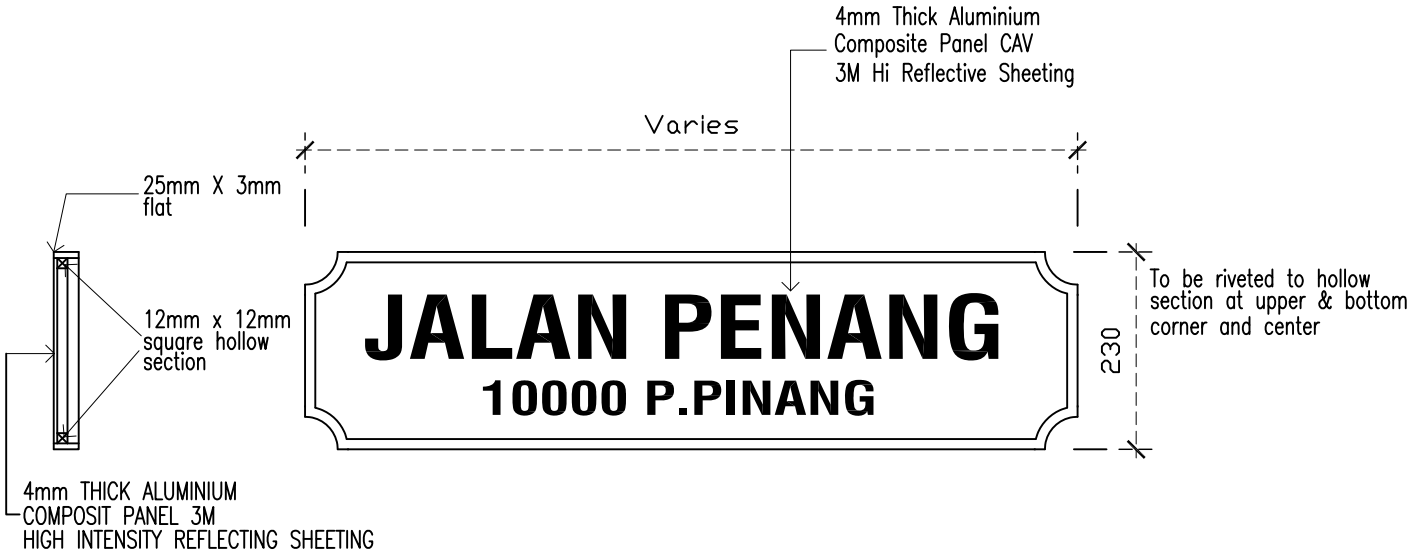 4mm Thick Aluminium
Composite Panel CAV
3M Hi Reflective Sheeting
Varies
25mm X 3mm
flat
12mm x 12mm
square hollow
section
JALAN PENANG
10000 P.PINANG
230
To be riveted to hollow
section at upper & bottom
corner and center
4mm THICK ALUMINIUM
COMPOSIT PANEL 3M
HIGH INTENSITY REFLECTING SHEETING